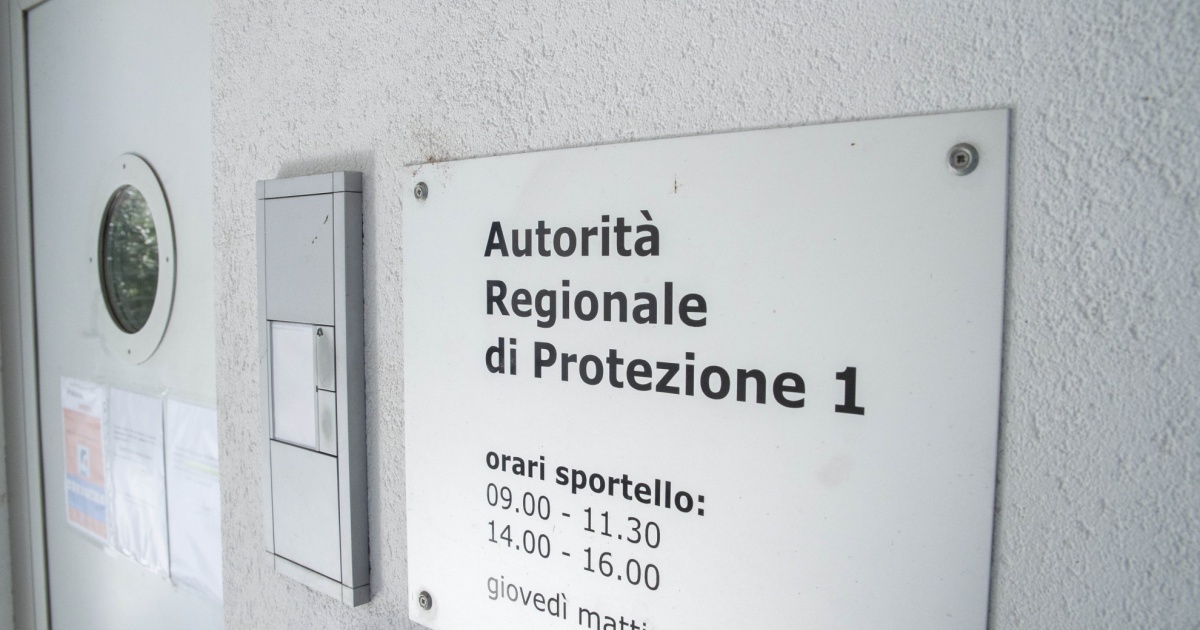 Autorità
Regionale
di Protezione 1
orari sportello:
09.00 - 11.30
14.00 - 16.00
giovedì